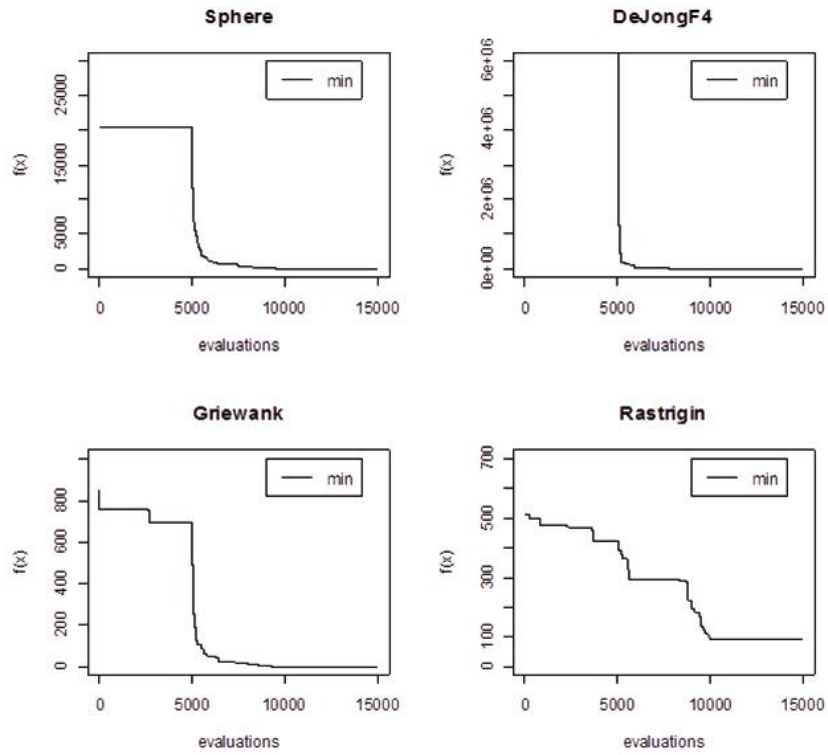 Sphere
f(x)
25000
15000
5000
0
min
0 5000 10000 15000
evaluations
DeJongF4
f(x)
6e+06
4e+06
2e+06
0e+00
min
0 5000 10000 15000
evaluations
Griewank
f(x)
800
600
400
200
0
min
0 5000 10000 15000
evaluations
Rastrigin
f(x)
700
500
300
100
0
min
0 5000 10000 15000
evaluations